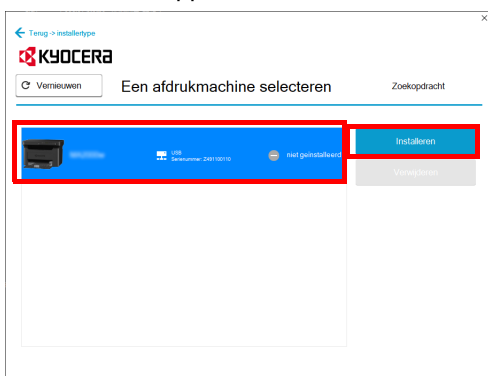 Terug -> installertype
KYOCERA
Vernieuwen
Een afdrukmachine selecteren
Zoekopdracht
USB
Serienummer: Z491100110
niet geïnstalleerd
Installeren
Verwijderen